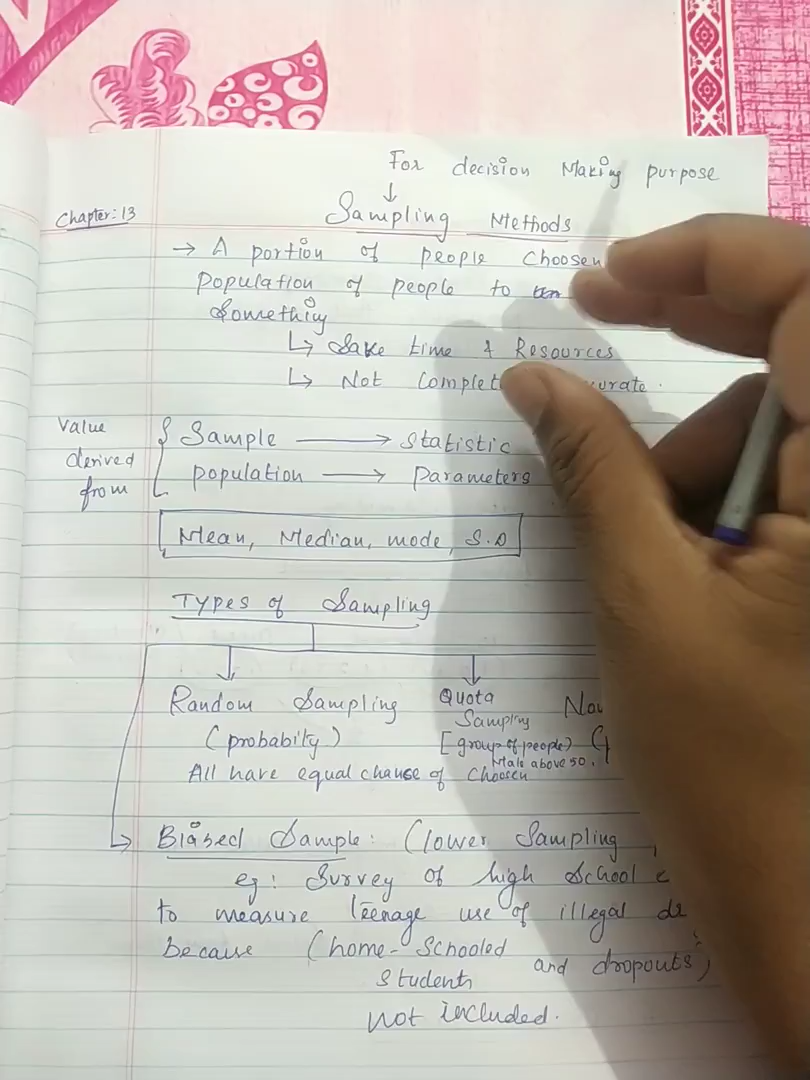 For decision Making purpose
↓
Chapter: 13
Sampling Methods
→ A portion of people Choosen
population of people to
Something
↳ Save time & Resources
↳ Not
Value derived from
{ Sample → Statistic
population → Parameters
Mean, Median, mode, S.D
Types of Sampling
Random Sampling
(probabilty)
All have equal chance of Choosen
Quota
Sampling
[group of people)
Male above 50.
Biased Sample: (lower Sampling
eg: Survey of high School
to measure Teenage use of illegal
because (home-Schooled
Students and dropouts)
not included.